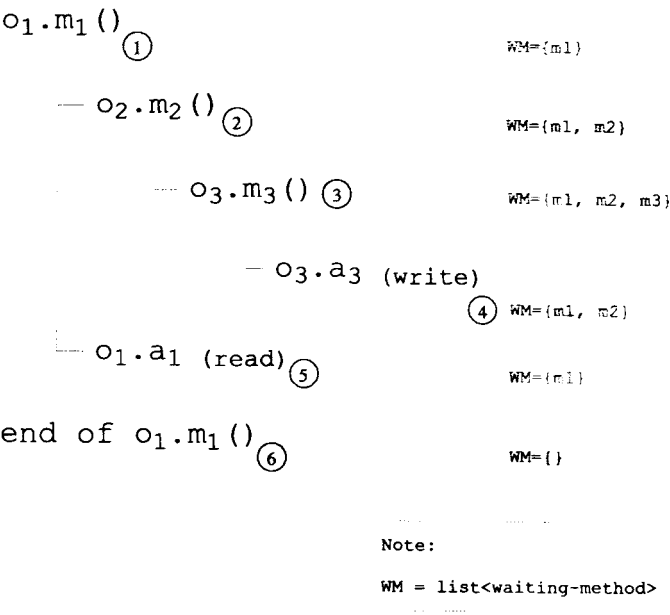 o₁.m₁() ① WM={m1}
— o₂.m₂() ② WM={m1, m2}
— o₃.m₃() ③ WM={m1, m2, m3}
— o₃.a₃ (write)
④ WM={m1, m2}
— o₁.a₁ (read) ⑤ WM={m1}
end of o₁.m₁() ⑥ WM={}
Note:
WM = list<waiting-method>